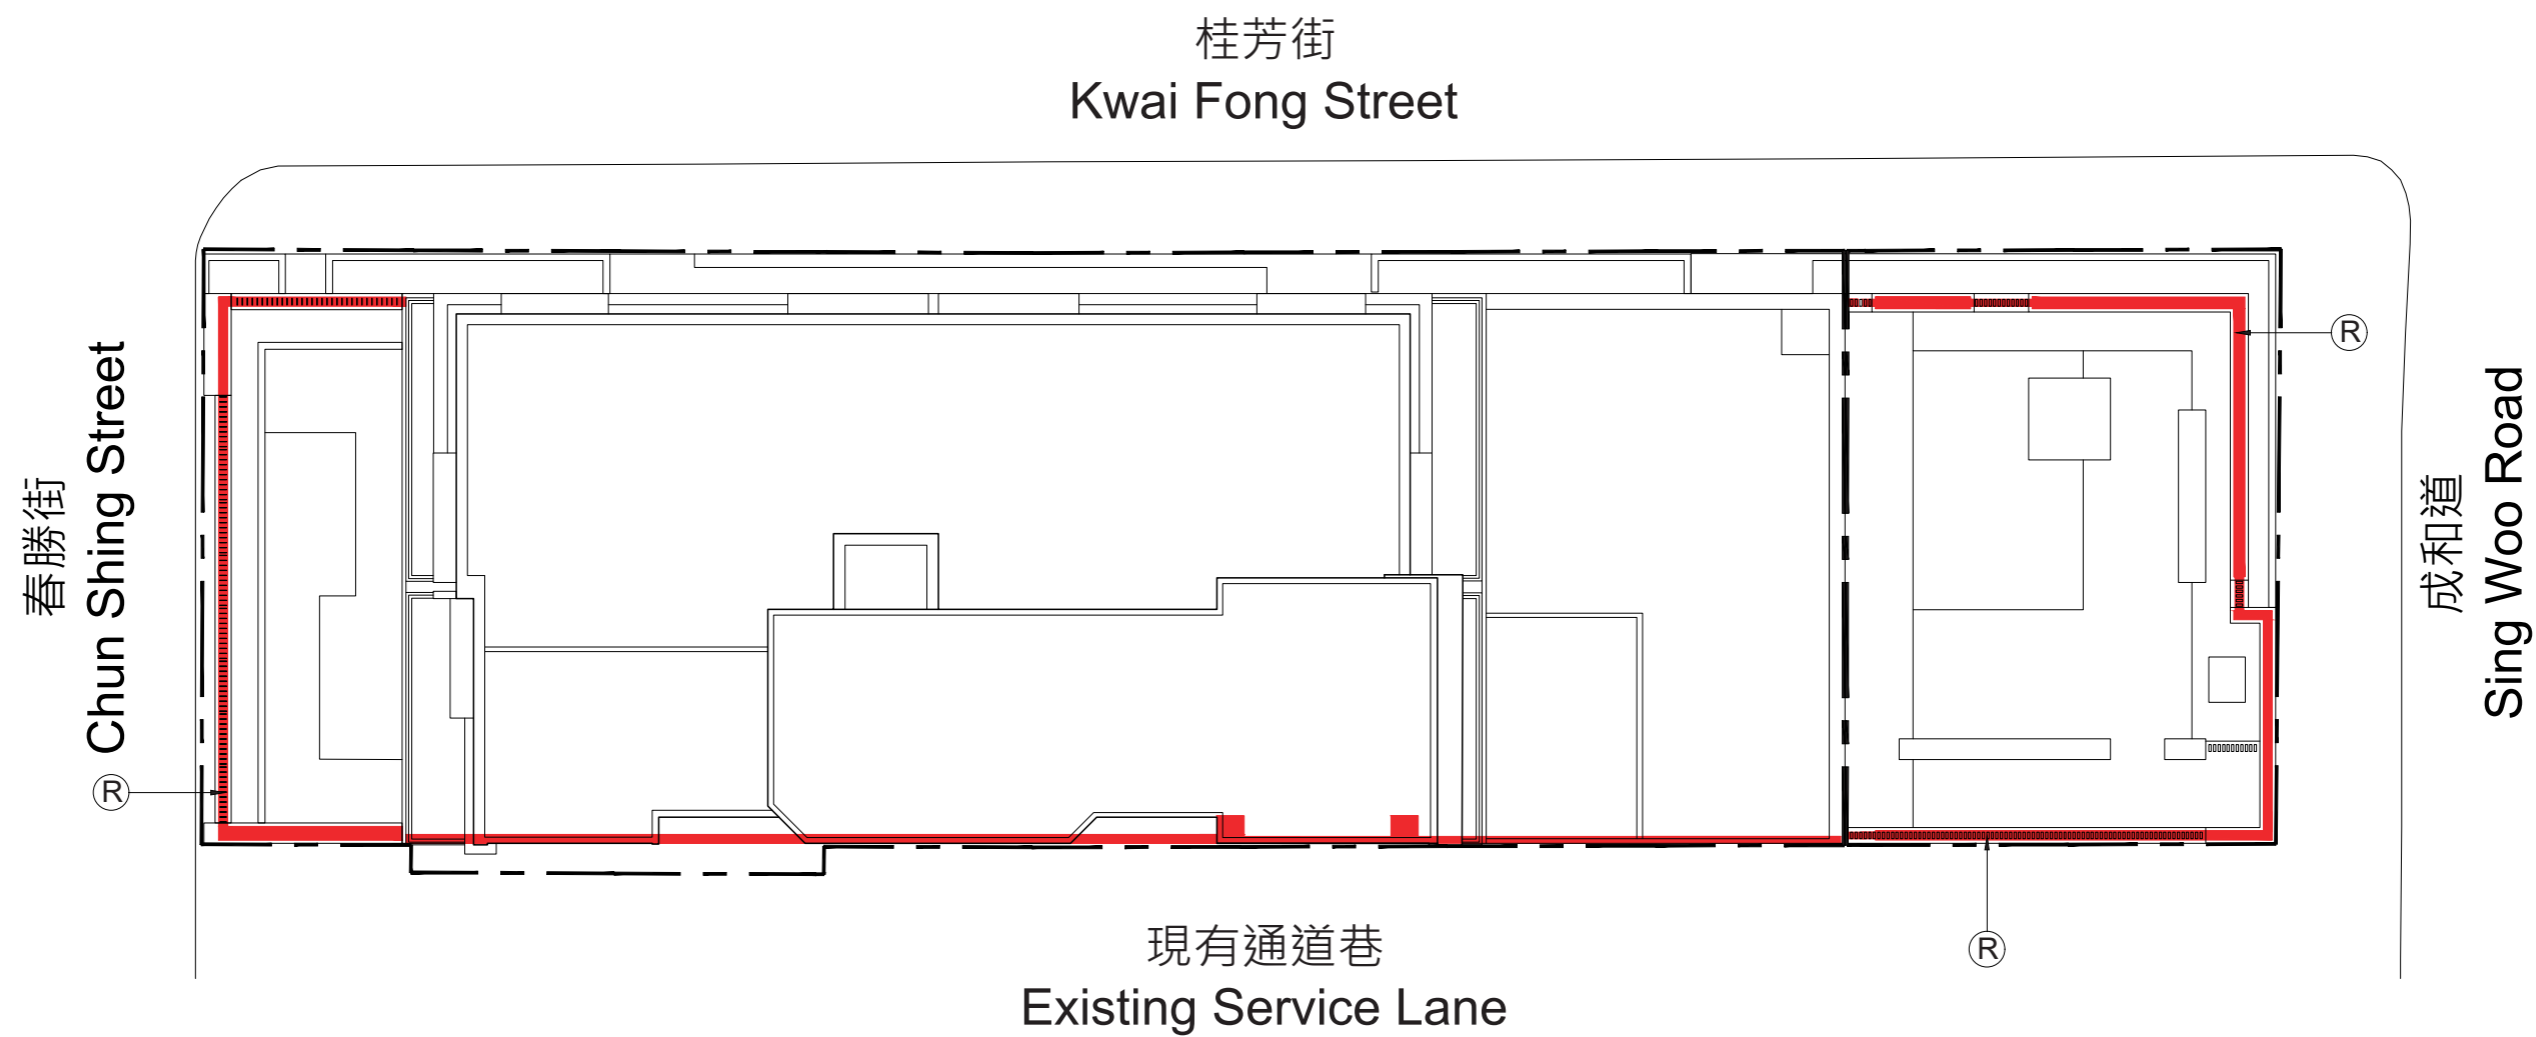 桂芳街
Kwai Fong Street
春勝街
Chun Shing Street
R
R
成和道
Sing Woo Road
R
現有通道巷
Existing Service Lane